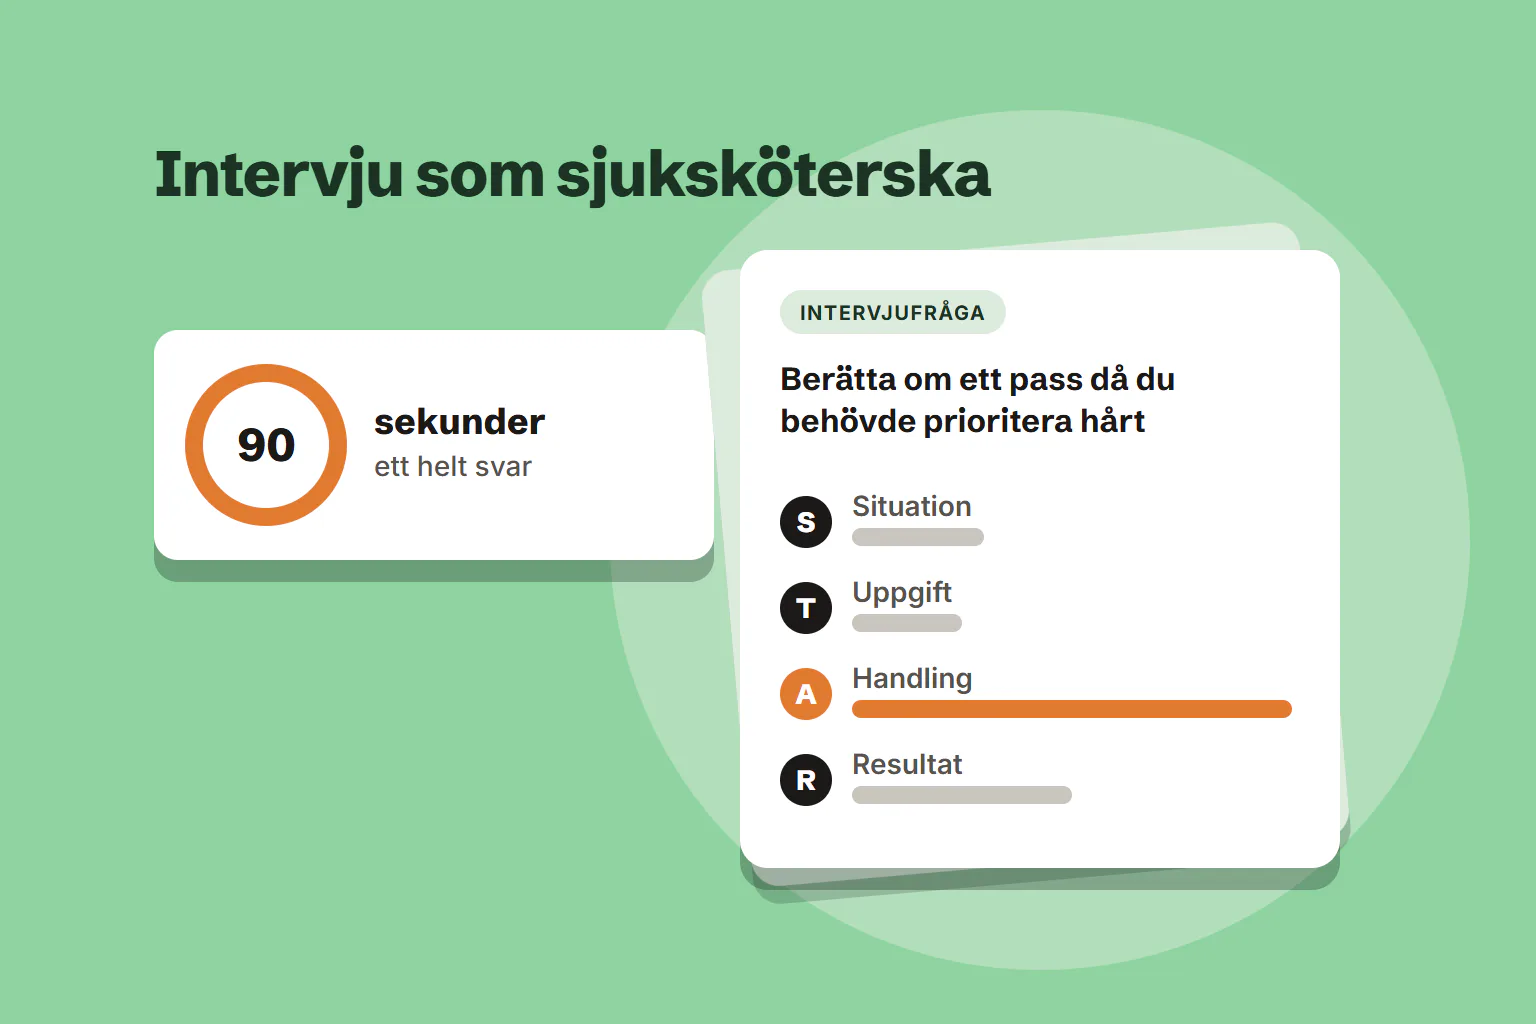 Intervju som sjuksköterska
90
sekunder
ett helt svar
INTERVJUFRÅGA
Berätta om ett pass då du
behövde prioritera hårt
S Situation
T Uppgift
A Handling
R Resultat